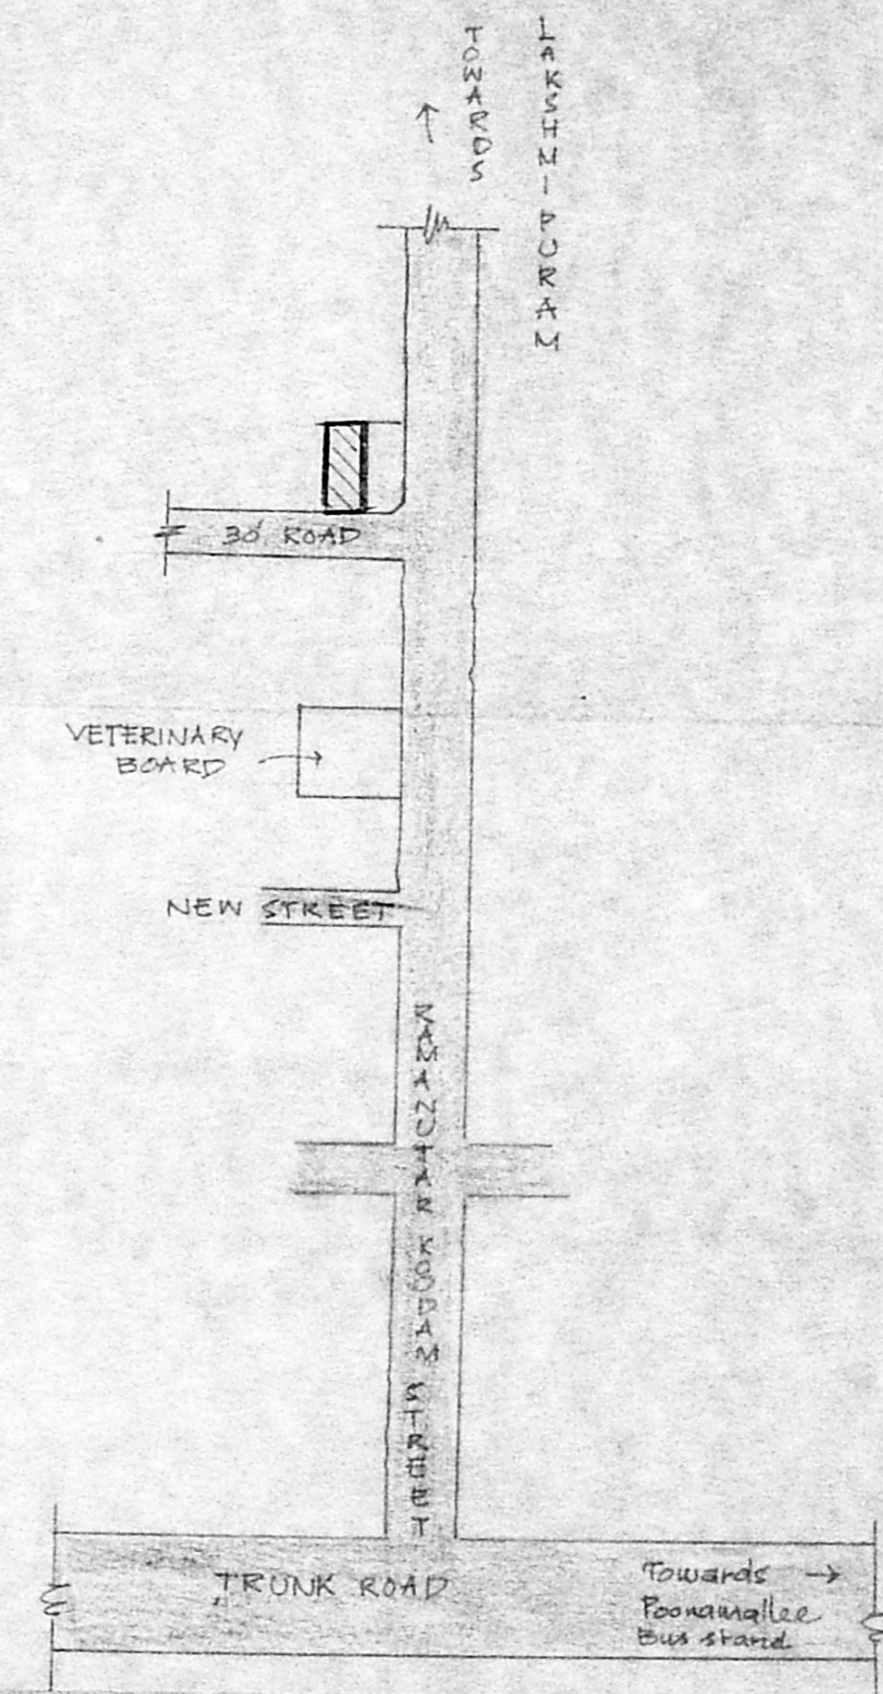 TOWARDS
LAKSHMIPURAM
30' ROAD
VETERINARY
BOARD
NEW STREET
RAMANUJAR KOODAM STREET
TRUNK ROAD
Towards
Poonamallee
Bus stand